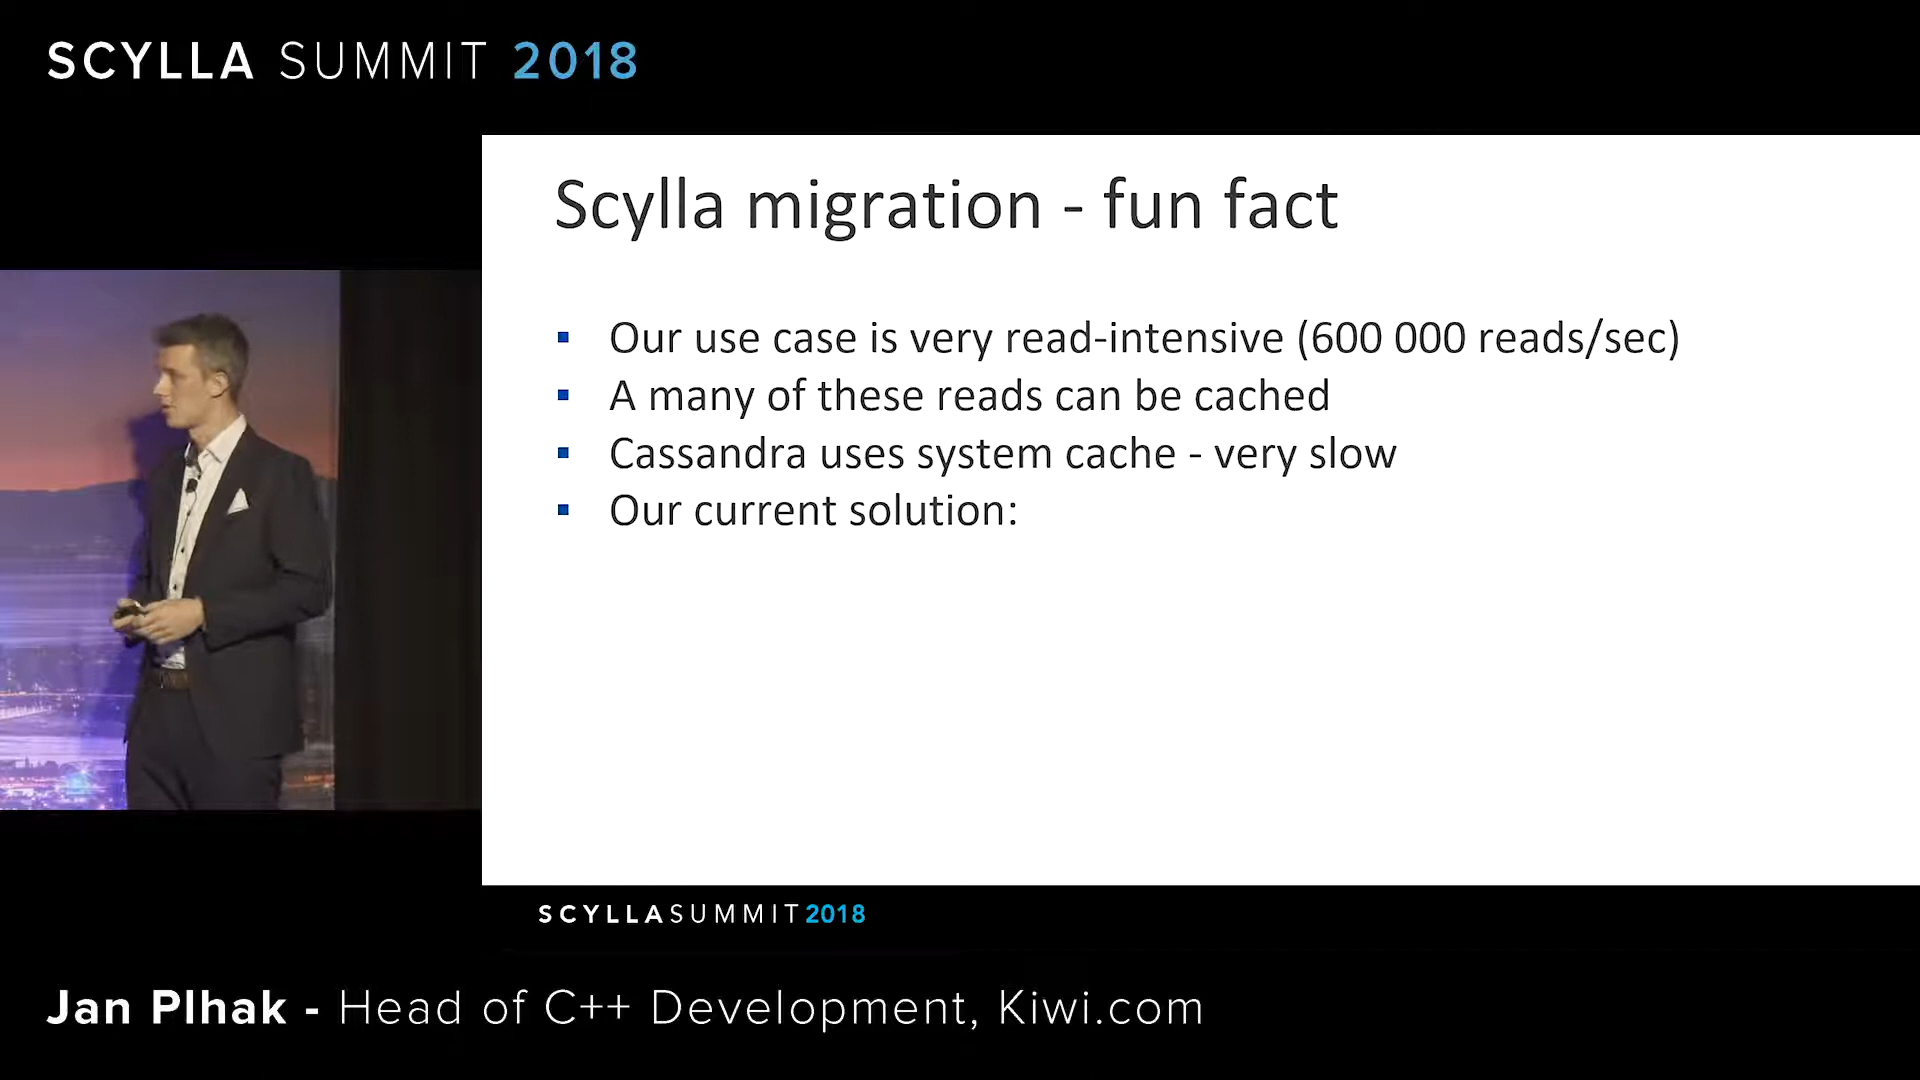 SCYLLA SUMMIT 2018
Scylla migration - fun fact
▪ Our use case is very read-intensive (600 000 reads/sec)
▪ A many of these reads can be cached
▪ Cassandra uses system cache - very slow
▪ Our current solution:
SCYLLASUMMIT2018
Jan Plhak - Head of C++ Development, Kiwi.com